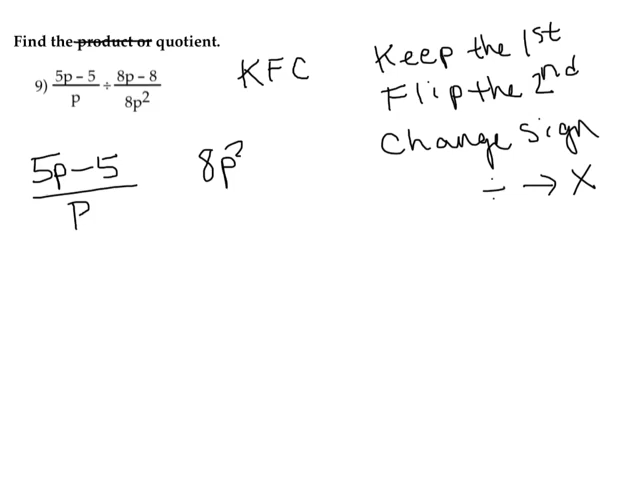 Find the product or quotient.
9) 5p – 5 / p ÷ 8p – 8 / 8p²
KFC
Keep the 1st
Flip the 2nd
Change sign
÷ → X
5p – 5 / p 8p²